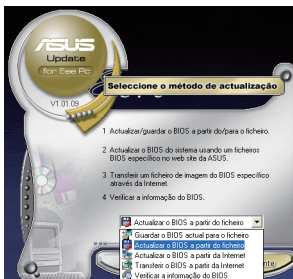 ASUS
Update
for Eee Pc
V1.01.09
Seleccione o método de actualização
1 Actualizar/guardar o BIOS a partir do/para o ficheiro.
2 Actualizar o BIOS do sistema usando um ficheiros
BIOS específico no web site da ASUS.
3 Transferir um ficheiro de imagem do BIOS específico
através da Internet.
4 Verificar a informação do BIOS.
Actualizar o BIOS a partir do ficheiro
Guardar o BIOS actual para o ficheiro
Actualizar o BIOS a partir do ficheiro
Actualizar o BIOS a partir da Internet
Transferir o BIOS a partir da Internet
Verificar a informação do BIOS